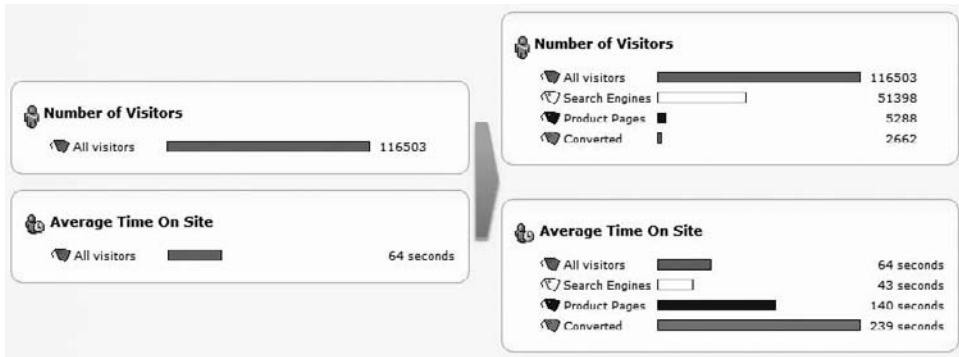 Number of Visitors
All visitors 116503
Average Time On Site
All visitors 64 seconds
Number of Visitors
All visitors 116503
Search Engines 51398
Product Pages 5288
Converted 2662
Average Time On Site
All visitors 64 seconds
Search Engines 43 seconds
Product Pages 140 seconds
Converted 239 seconds